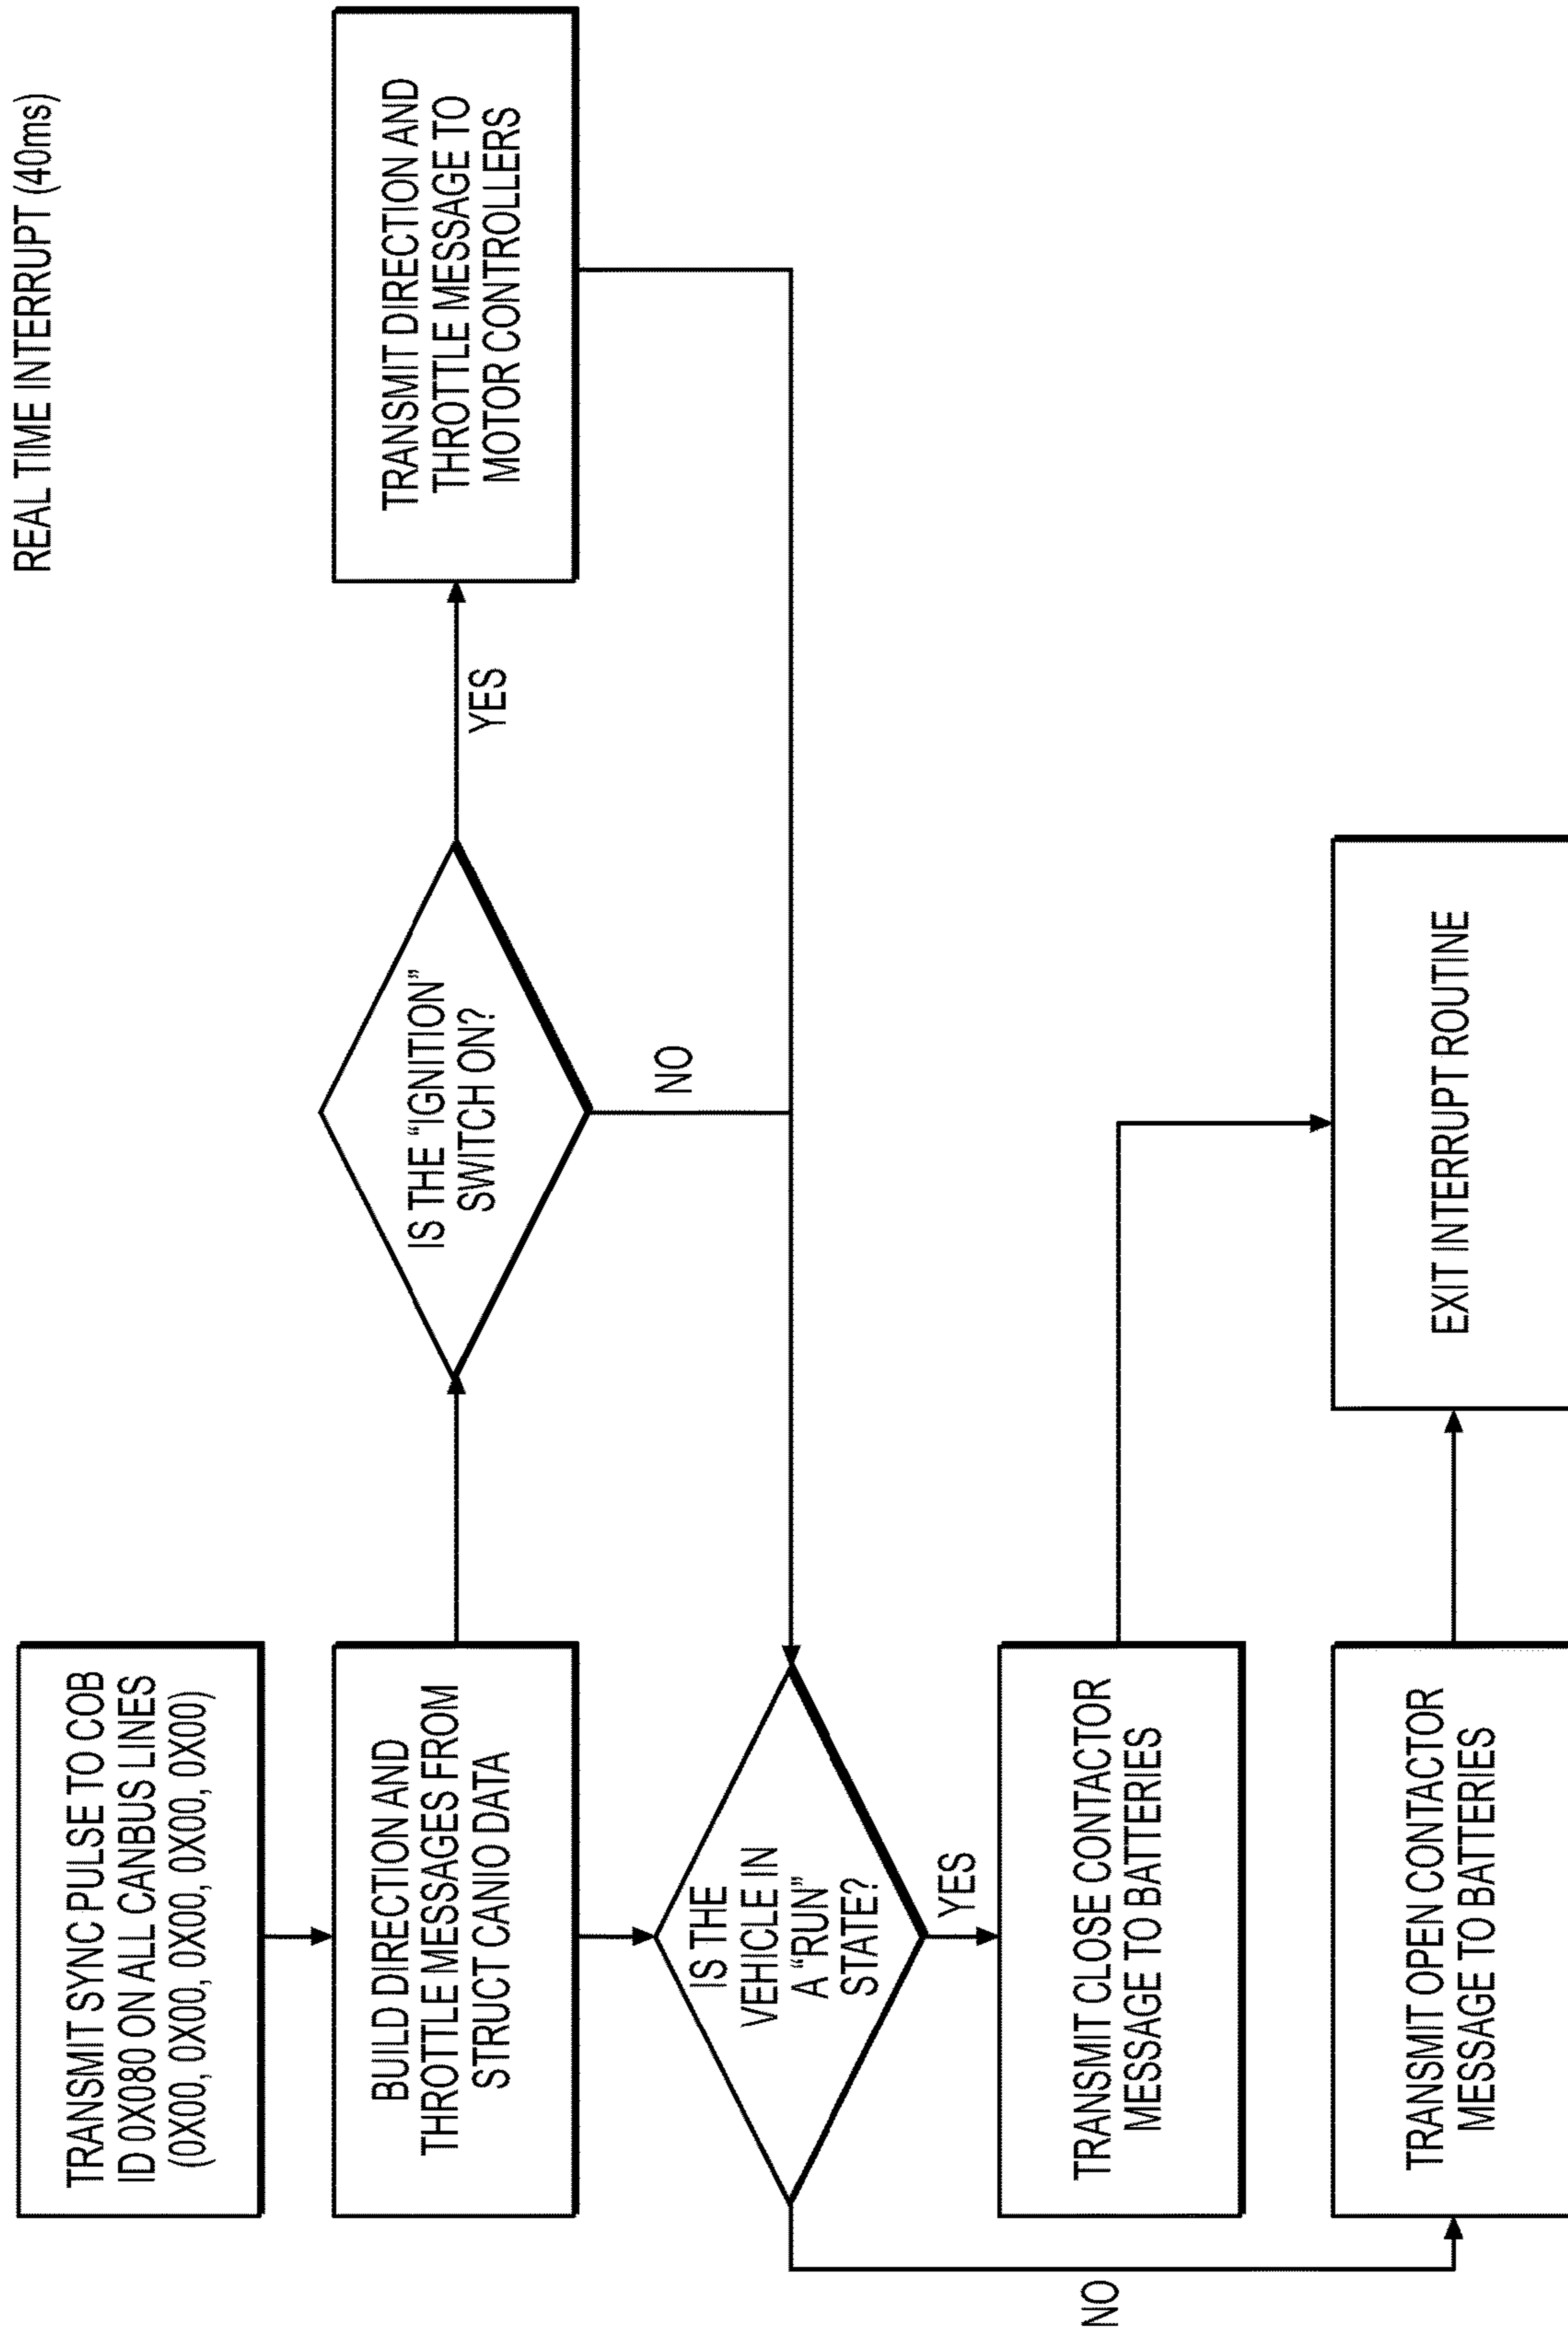 REAL TIME INTERRUPT (40ms)
TRANSMIT SYNC PULSE TO COB
ID 0X080 ON ALL CANBUS LINES
(0X00, 0X00, 0X00, 0X00, 0X00)
BUILD DIRECTION AND
THROTTLE MESSAGES FROM
STRUCT CANIO DATA
IS THE "IGNITION"
SWITCH ON?
YES
TRANSMIT DIRECTION AND
THROTTLE MESSAGE TO
MOTOR CONTROLLERS
NO
IS THE
VEHICLE IN
A "RUN"
STATE?
YES
TRANSMIT CLOSE CONTACTOR
MESSAGE TO BATTERIES
NO
TRANSMIT OPEN CONTACTOR
MESSAGE TO BATTERIES
EXIT INTERRUPT ROUTINE